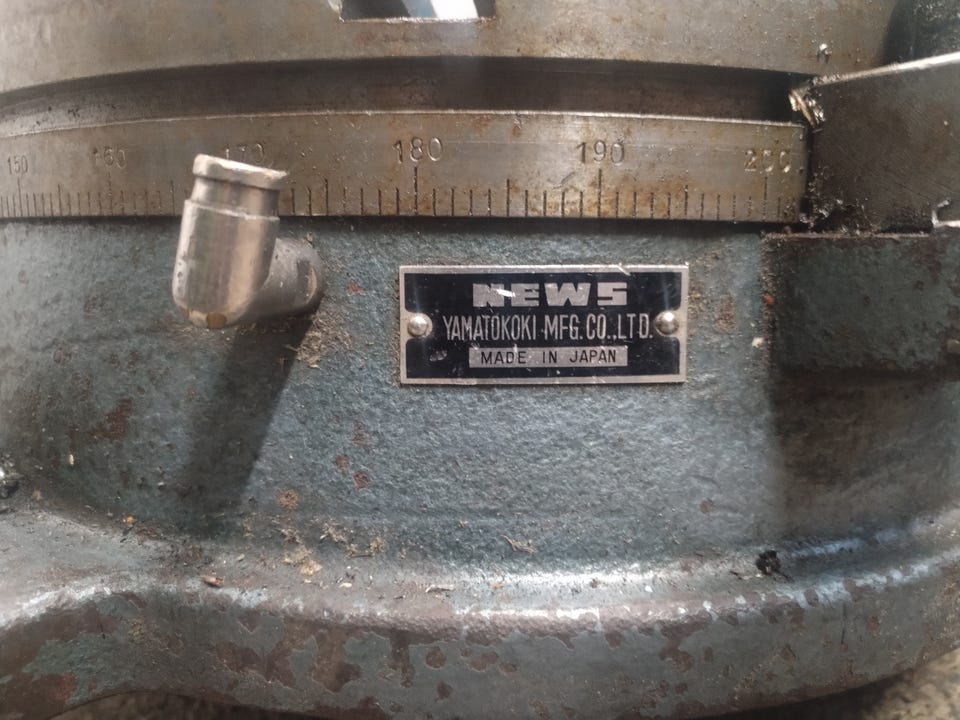 150 160 170 180 190 200
NEWS
YAMATOKOKI MFG.CO.,LTD.
MADE IN JAPAN